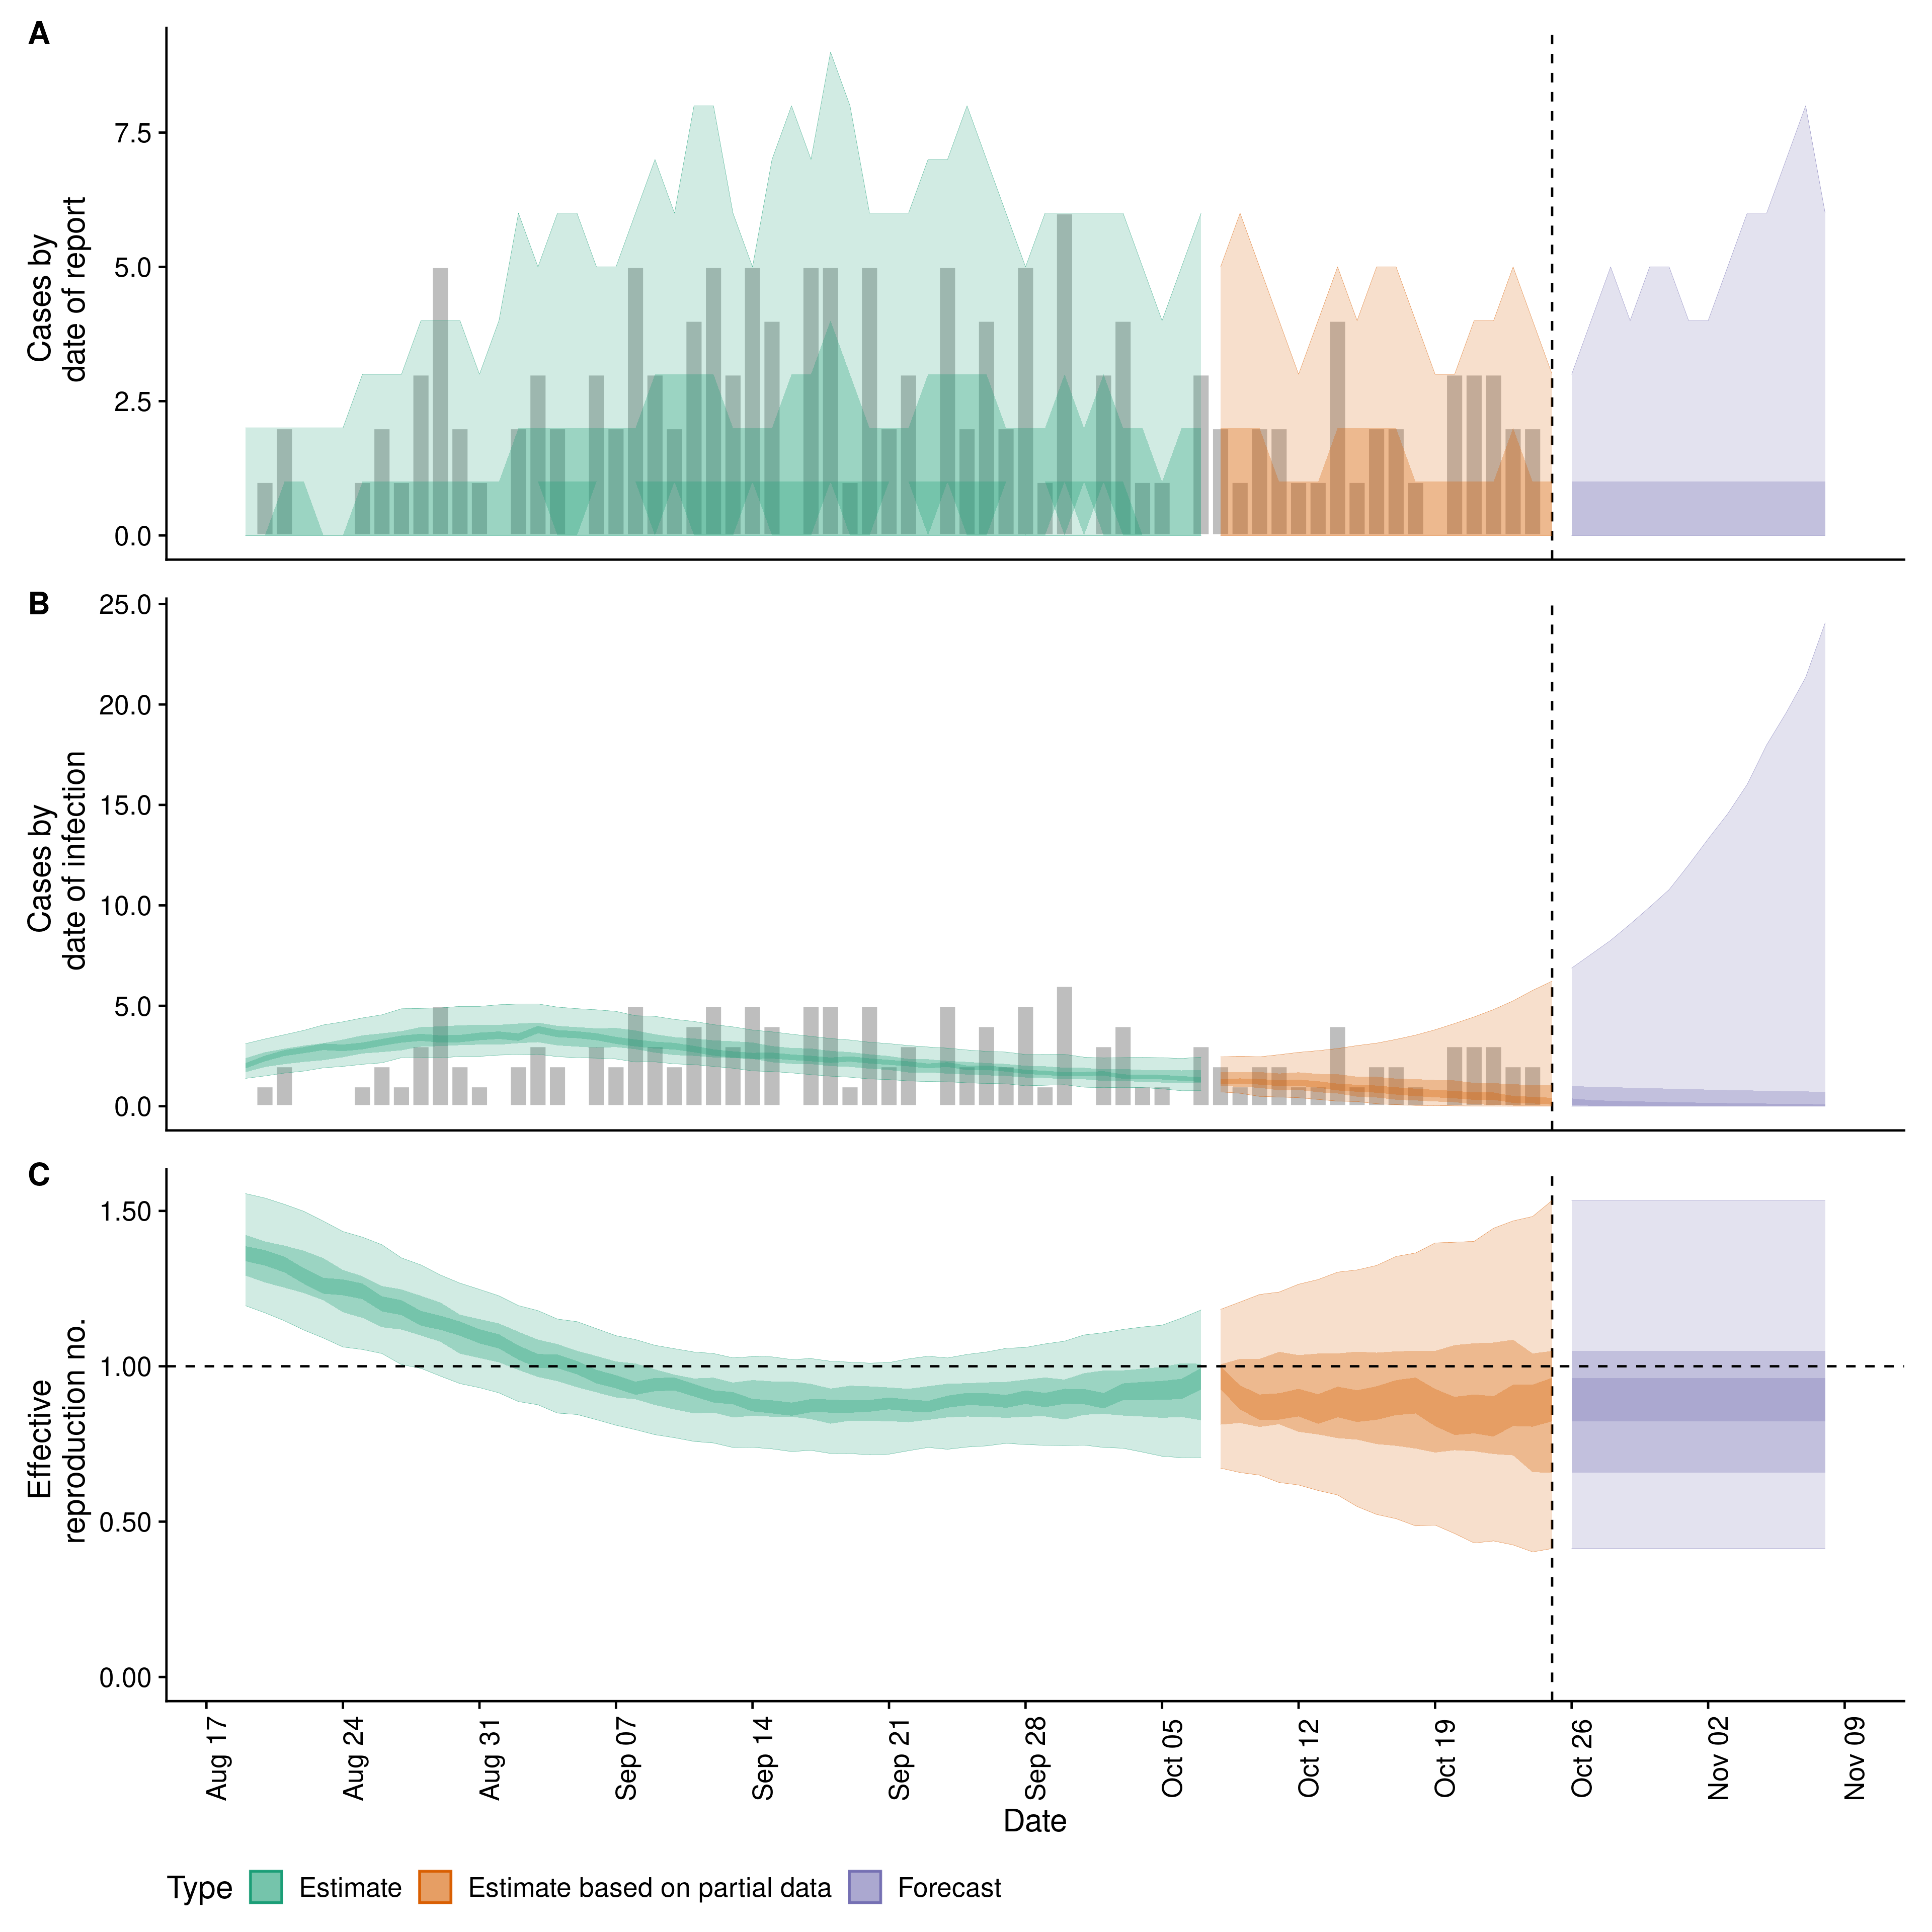 A
Cases by
date of report
7.5
5.0
2.5
0.0
B
Cases by
date of infection
25.0
20.0
15.0
10.0
5.0
0.0
C
Effective
reproduction no.
1.50
1.00
0.50
0.00
Aug 17
Aug 24
Aug 31
Sep 07
Sep 14
Sep 21
Sep 28
Oct 05
Oct 12
Oct 19
Oct 26
Nov 02
Nov 09
Date
Type Estimate Estimate based on partial data Forecast